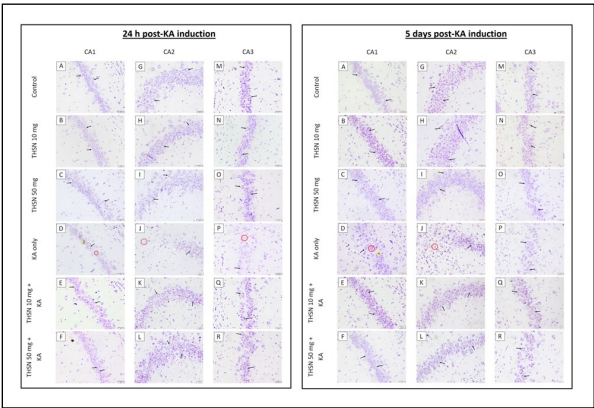 24 h post-KA induction
CA1 CA2 CA3
Control
A G M
THSN 10 mg
B H N
THSN 50 mg
C I O
KA only
D J P
THSN 10 mg +
KA
E K Q
THSN 50 mg +
KA
F L R
5 days post-KA induction
CA1 CA2 CA3
Control
A G M
THSN 10 mg
B H N
THSN 50 mg
C I O
KA only
D J P
THSN 10 mg +
KA
E K Q
THSN 50 mg +
KA
F L R